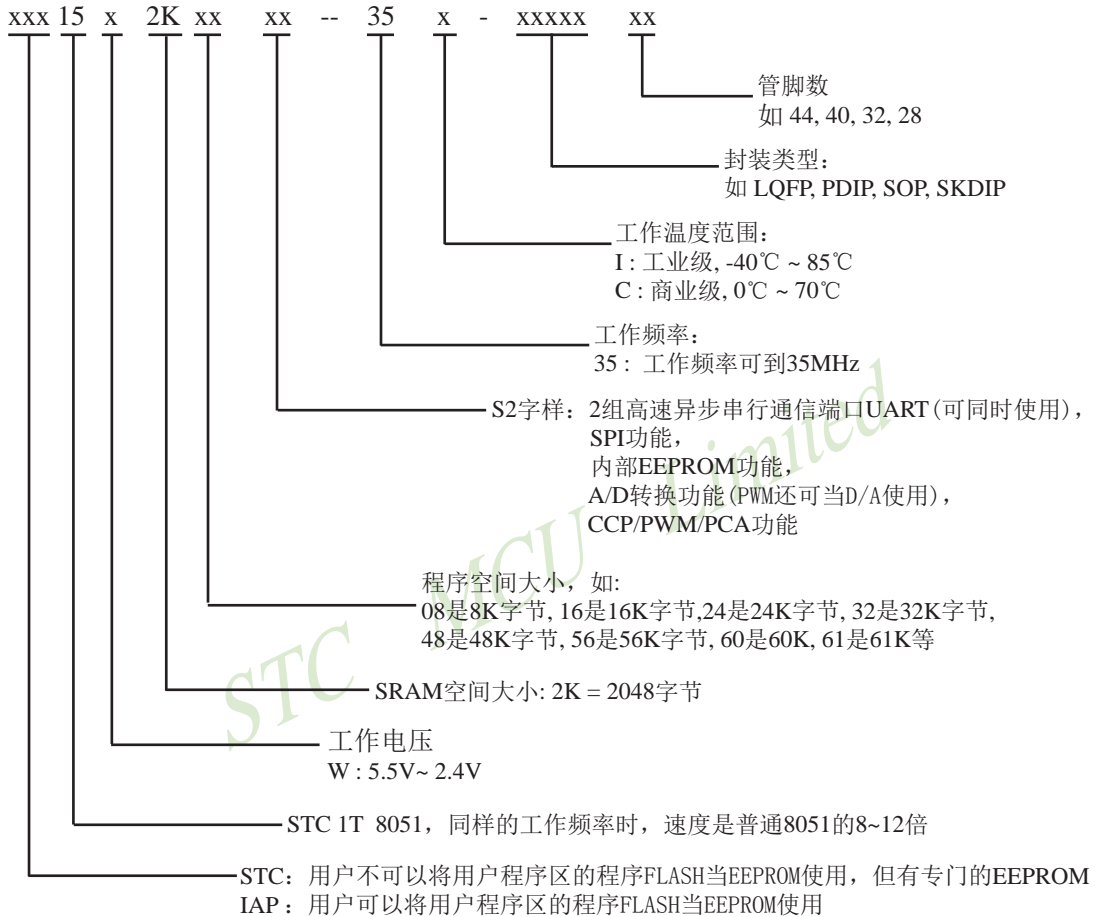 xxx 15 x 2K xx xx -- 35 x - xxxxx xx
管脚数
如 44, 40, 32, 28
封装类型：
如 LQFP, PDIP, SOP, SKDIP
工作温度范围：
I : 工业级, -40℃ ~ 85℃
C : 商业级, 0℃ ~ 70℃
工作频率：
35 : 工作频率可到35MHz
S2字样：2组高速异步串行通信端口UART(可同时使用)，
SPI功能，
内部EEPROM功能，
A/D转换功能(PWM还可当D/A使用)，
CCP/PWM/PCA功能
程序空间大小，如:
08是8K字节, 16是16K字节,24是24K字节, 32是32K字节,
48是48K字节, 56是56K字节, 60是60K, 61是61K等
SRAM空间大小: 2K = 2048字节
工作电压
W : 5.5V~ 2.4V
STC 1T 8051，同样的工作频率时，速度是普通8051的8~12倍
STC：用户不可以将用户程序区的程序FLASH当EEPROM使用，但有专门的EEPROM
IAP：用户可以将用户程序区的程序FLASH当EEPROM使用
STC MCU Limited